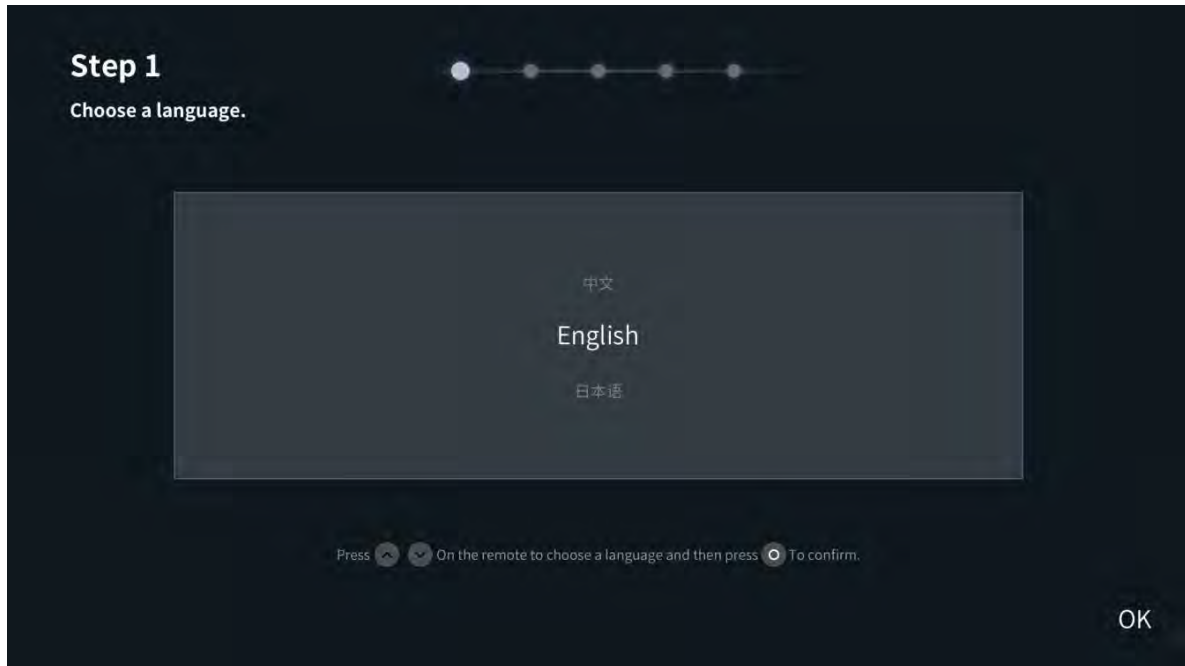 Step 1
Choose a language.
中文
English
日本语
Press On the remote to choose a language and then press To confirm.
OK